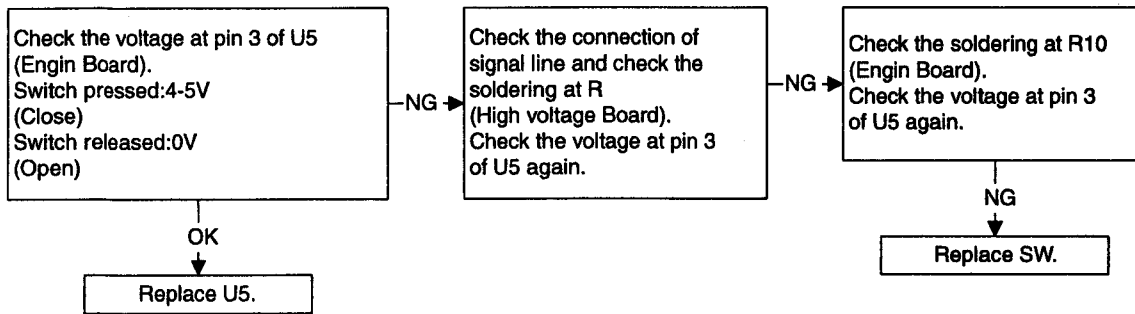 Check the voltage at pin 3 of U5
(Engin Board).
Switch pressed:4-5V
(Close)
Switch released:0V
(Open)
NG
Check the connection of
signal line and check the
soldering at R
(High voltage Board).
Check the voltage at pin 3
of U5 again.
NG
Check the soldering at R10
(Engin Board).
Check the voltage at pin 3
of U5 again.
OK
Replace U5.
NG
Replace SW.